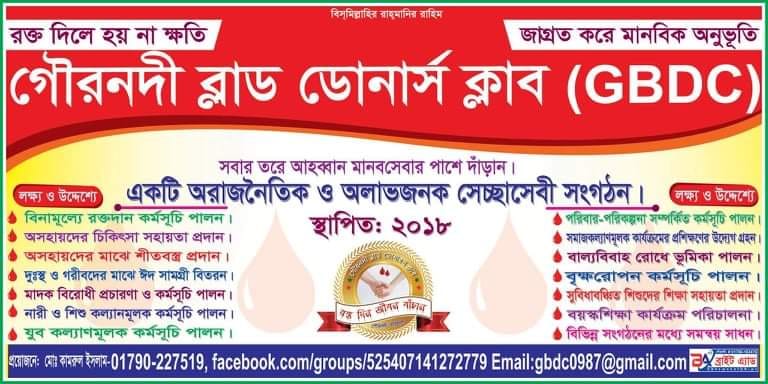 বিস্‌মিল্লাহির রাহ্‌মানির রাহিম
রক্ত দিলে হয় না ক্ষতি
জাগ্রত করে মানবিক অনুভূতি
গৌরনদী ব্লাড ডোনার্স ক্লাব (GBDC)
সবার তরে আহব্বান মানবসেবার পাশে দাঁড়ান।
একটি অরাজনৈতিক ও অলাভজনক সেচ্ছাসেবী সংগঠন।
স্থাপিত: ২০১৮
লক্ষ্য ও উদ্দেশ্যে
বিনামূল্যে রক্তদান কর্মসূচি পালন।
অসহায়দের চিকিৎসা সহায়তা প্রদান।
অসহায়দের মাঝে শীতবস্ত্র প্রদান।
দুঃস্থ ও গরীবদের মাঝে ঈদ সামগ্রী বিতরন।
মাদক বিরোধী প্রচারণা ও কর্মসূচি পালন।
নারী ও শিশু কল্যানমূলক কর্মসূচি পালন।
যুব কল্যাণমূলক কর্মসূচি পালন।
রক্ত দিন জীবন বাঁচান
লক্ষ্য ও উদ্দেশ্যে
পরিবার-পরিকল্পনা সম্পর্কিত কর্মসূচি পালন।
সমাজকল্যাণমূলক কার্যক্রমের প্রশিক্ষণের উদ্যোগ গ্রহন।
বাল্যবিবাহ রোধে ভূমিকা পালন।
বৃক্ষরোপন কর্মসূচি পালন।
সুবিধাবঞ্চিত শিশুদের শিক্ষা সহায়তা প্রদান।
বয়স্কশিক্ষা কার্যক্রম পরিচালনা।
বিভিন্ন সংগঠনের মধ্যে সমন্বয় সাধন।
প্রয়োজনে: মোঃ কামরুল ইসলাম-01790-227519, facebook.com/groups/525407141272779 Email:gbdc0987@gmail.com
BA ব্রাইট এ্যাড